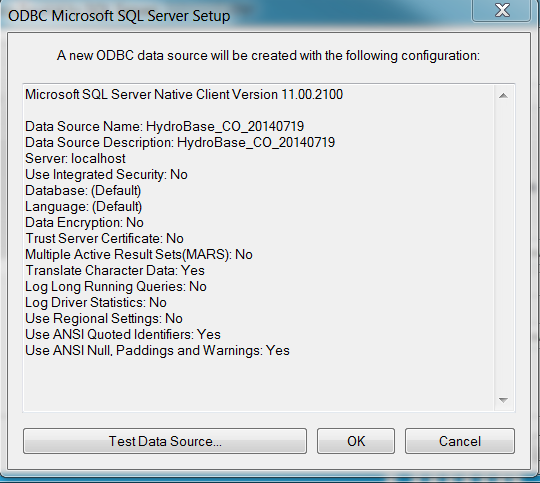 ODBC Microsoft SQL Server Setup
A new ODBC data source will be created with the following configuration:
Microsoft SQL Server Native Client Version 11.00.2100
Data Source Name: HydroBase_CO_20140719
Data Source Description: HydroBase_CO_20140719
Server: localhost
Use Integrated Security: No
Database: (Default)
Language: (Default)
Data Encryption: No
Trust Server Certificate: No
Multiple Active Result Sets(MARS): No
Translate Character Data: Yes
Log Long Running Queries: No
Log Driver Statistics: No
Use Regional Settings: No
Use ANSI Quoted Identifiers: Yes
Use ANSI Null, Paddings and Warnings: Yes
Test Data Source...
OK
Cancel